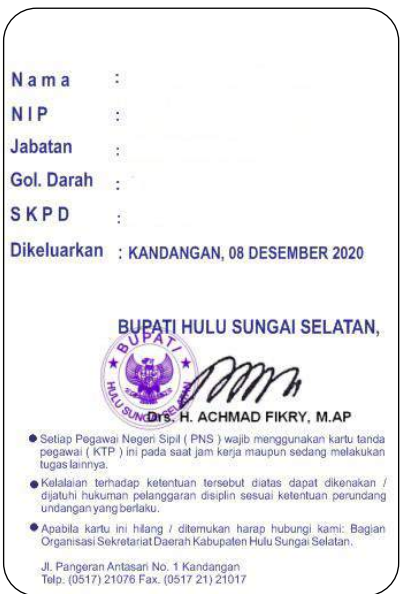 Nama :
NIP :
Jabatan :
Gol. Darah :
SKPD :
Dikeluarkan : KANDANGAN, 08 DESEMBER 2020
BUPATI HULU SUNGAI SELATAN,
BUPATI
HULU SUNGAI SELATAN
Drs. H. ACHMAD FIKRY, M.AP
Setiap Pegawai Negeri Sipil ( PNS ) wajib menggunakan kartu tanda
pegawai ( KTP ) ini pada saat jam kerja maupun sedang melakukan
tugas lainnya.
Kelalaian terhadap ketentuan tersebut diatas dapat dikenakan /
dijatuhi hukuman pelanggaran disiplin sesuai ketentuan perundang
undangan yang berlaku.
Apabila kartu ini hilang / ditemukan harap hubungi kami: Bagian
Organisasi Sekretariat Daerah Kabupaten Hulu Sungai Selatan.
Jl. Pangeran Antasari No. 1 Kandangan
Telp. (0517) 21076 Fax. (0517 21) 21017